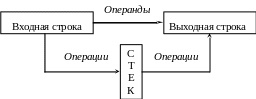 Операнды
Входная строка
Выходная строка
Операции
Операции
С
Т
Е
К